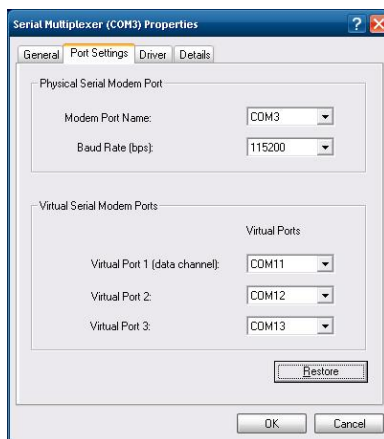 Serial Multiplexer (COM3) Properties
General Port Settings Driver Details
Physical Serial Modem Port
Modem Port Name: COM3
Baud Rate (bps): 115200
Virtual Serial Modem Ports
Virtual Ports
Virtual Port 1 (data channel): COM11
Virtual Port 2: COM12
Virtual Port 3: COM13
Restore
OK Cancel